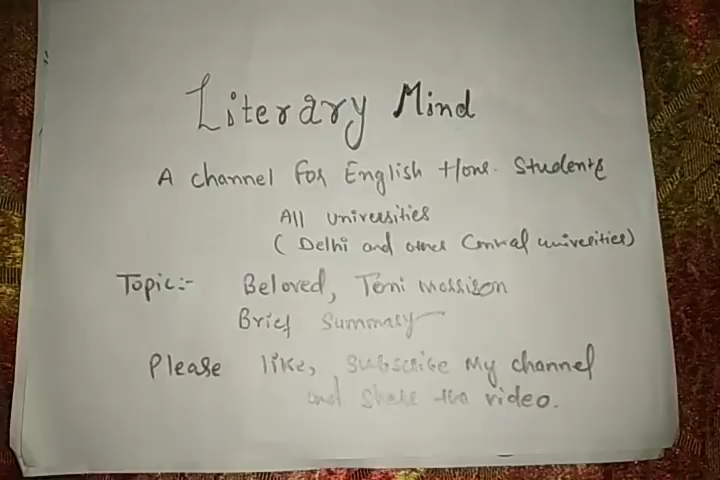 Literary Mind
A channel for English Hons. Students
All universities
( Delhi and other Central univeeities)
Topic:- Beloved, Toni Morrison
Brief Summary
Please like, subscribe My channel
and share the video.